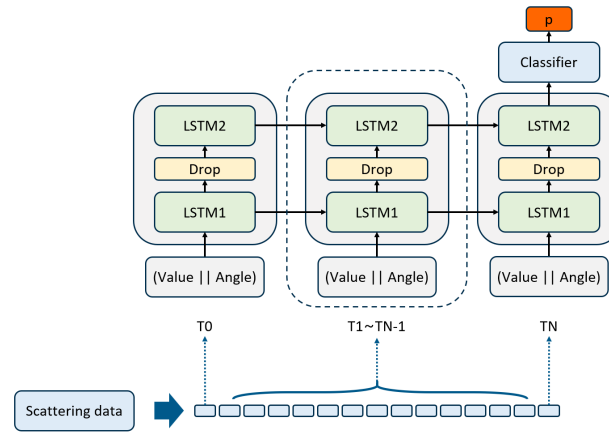 p
Classifier
LSTM2 LSTM2 LSTM2
Drop Drop Drop
LSTM1 LSTM1 LSTM1
(Value || Angle) (Value || Angle) (Value || Angle)
T0 T1~TN-1 TN
Scattering data